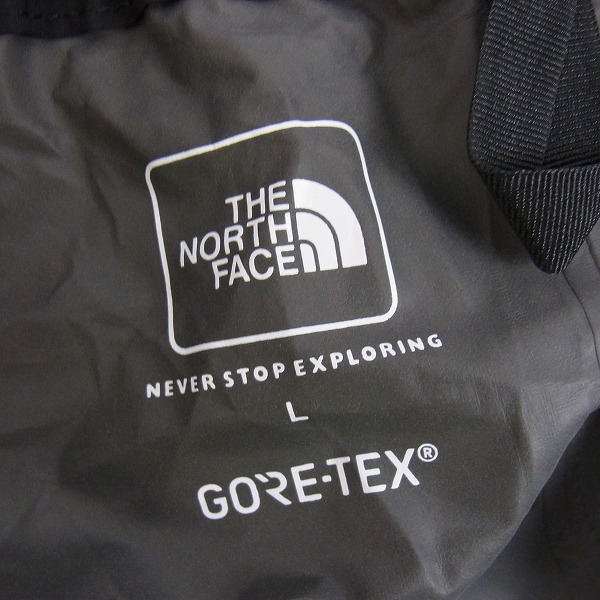 THE
NORTH
FACE
NEVER STOP EXPLORING
L
GORE-TEX®